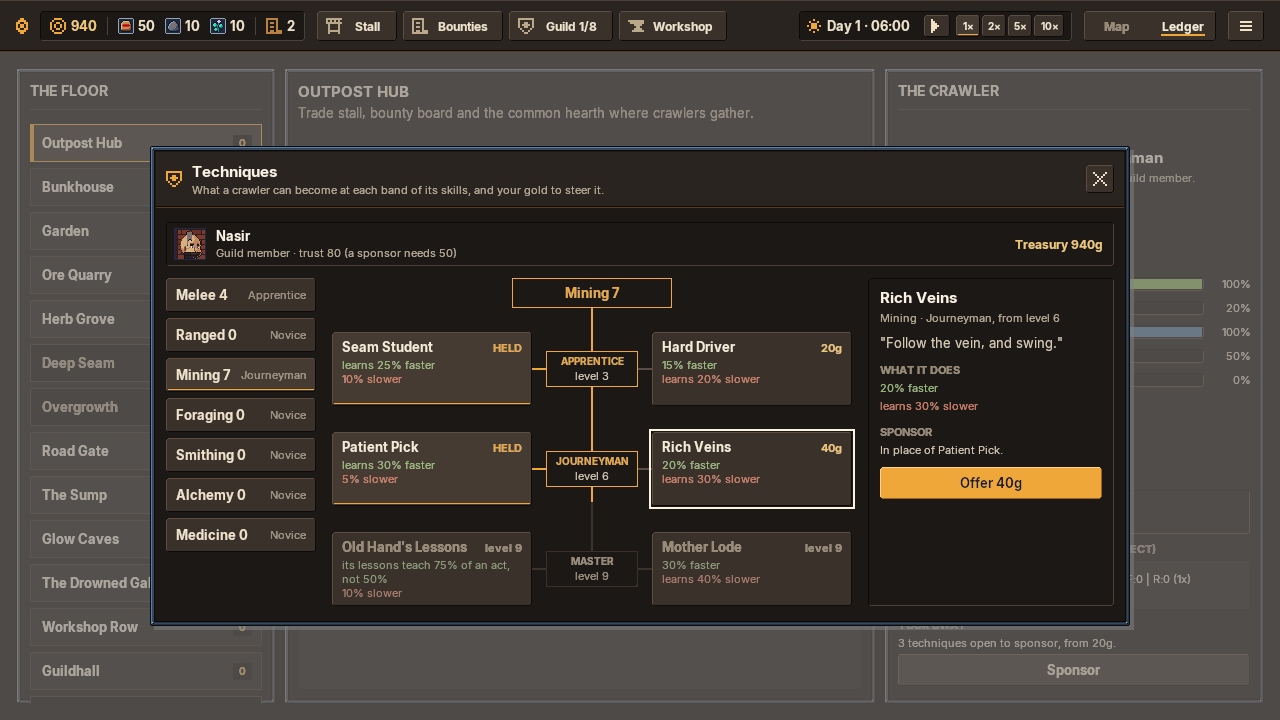 940
50
10
10
2
Stall
Bounties
Guild 1/8
Workshop
Day 1 · 06:00
1x
2x
5x
10x
Map
Ledger
THE FLOOR
Outpost Hub
0
Bunkhouse
Garden
Ore Quarry
Herb Grove
Deep Seam
Overgrowth
Road Gate
The Sump
Glow Caves
The Drowned Gal
Workshop Row
0
Guildhall
0
OUTPOST HUB
Trade stall, bounty board and the common hearth where crawlers gather.
THE CRAWLER
man
ild member.
100%
20%
100%
50%
0%
ECT)
F:0 | R:0 (1x)
3 techniques open to sponsor, from 20g.
Sponsor
Techniques
What a crawler can become at each band of its skills, and your gold to steer it.
Nasir
Guild member · trust 80 (a sponsor needs 50)
Treasury 940g
Melee 4 Apprentice
Ranged 0 Novice
Mining 7 Journeyman
Foraging 0 Novice
Smithing 0 Novice
Alchemy 0 Novice
Medicine 0 Novice
Mining 7
Seam Student HELD
learns 25% faster
10% slower
APPRENTICE
level 3
Hard Driver 20g
15% faster
learns 20% slower
Patient Pick HELD
learns 30% faster
5% slower
JOURNEYMAN
level 6
Rich Veins 40g
20% faster
learns 30% slower
Old Hand's Lessons level 9
its lessons teach 75% of an act,
not 50%
10% slower
MASTER
level 9
Mother Lode level 9
30% faster
learns 40% slower
Rich Veins
Mining · Journeyman, from level 6
"Follow the vein, and swing."
WHAT IT DOES
20% faster
learns 30% slower
SPONSOR
In place of Patient Pick.
Offer 40g